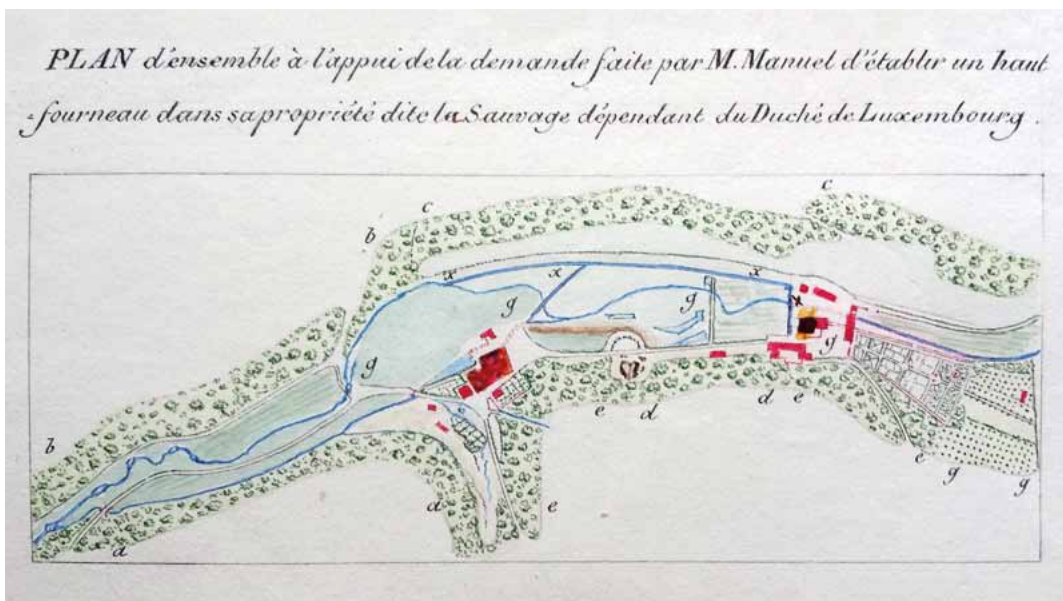 PLAN d'ensemble à l'appui de la demande faite par M. Manuel d'établir un haut
fourneau dans sa propriété dite la Sauvage dépendant du Duché de Luxembourg.
c
c
b
x
x
x
g
g
x
g
g
e
d
d
e
b
e
g
g
d
e
d